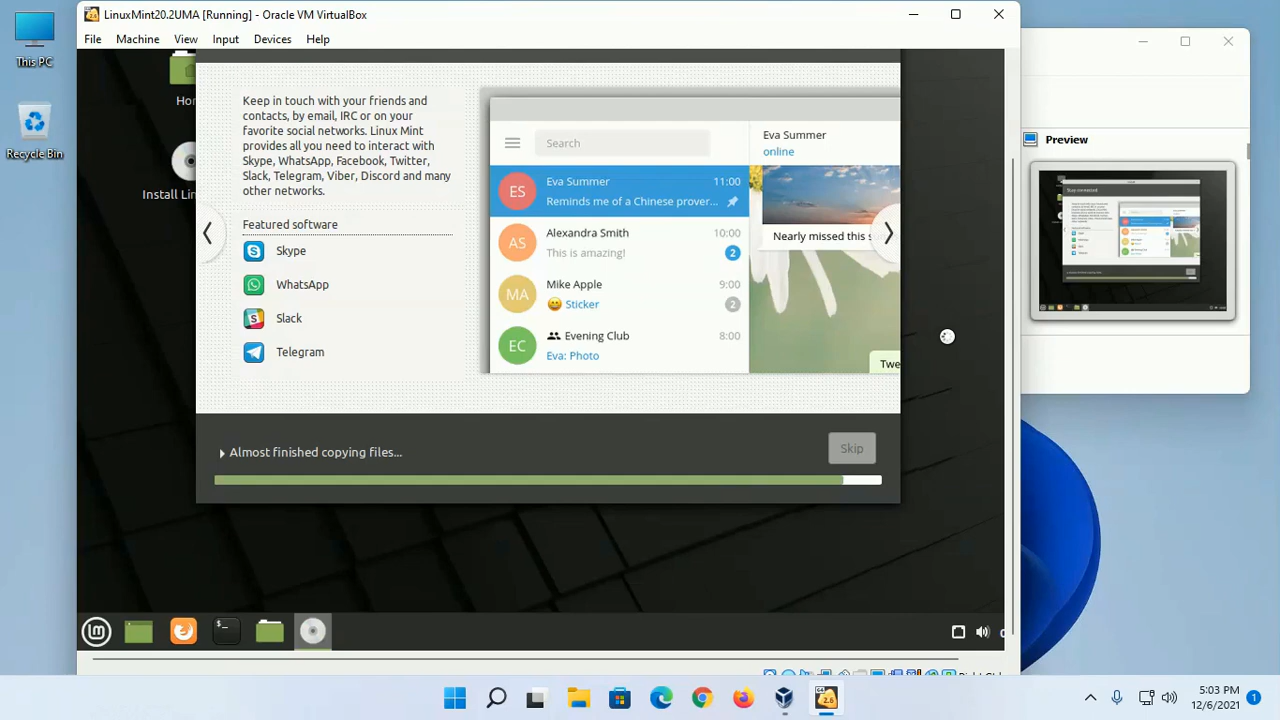 LinuxMint20.2UMA [Running] - Oracle VM VirtualBox
File Machine View Input Devices Help
This PC
Recycle Bin
Hom
Install Lin
Keep in touch with your friends and
contacts, by email, IRC or on your
favorite social networks. Linux Mint
provides all you need to interact with
Skype, WhatsApp, Facebook, Twitter,
Slack, Telegram, Viber, Discord and many
other networks.
Featured software
Skype
WhatsApp
Slack
Telegram
Search
ES
Eva Summer 11:00
Reminds me of a Chinese prover...
AS
Alexandra Smith 10:00
This is amazing! 2
MA
Mike Apple 9:00
Sticker 2
EC
Evening Club 8:00
Eva: Photo
Eva Summer
online
Nearly missed this s
Twe
Almost finished copying files...
Skip
Preview
5:03 PM
12/6/2021
1